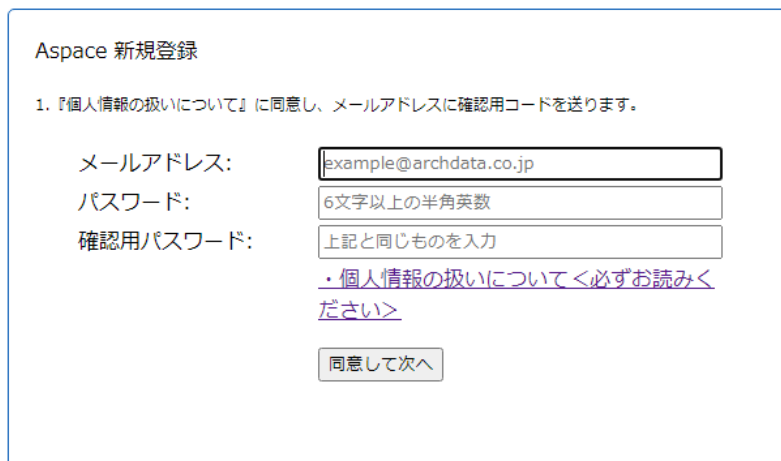 Aspace 新規登録
1.『個人情報の扱いについて』に同意し、メールアドレスに確認用コードを送ります。
メールアドレス:
example@archdata.co.jp
パスワード:
6文字以上の半角英数
確認用パスワード:
上記と同じものを入力
・個人情報の扱いについて＜必ずお読みく
ださい＞
同意して次へ